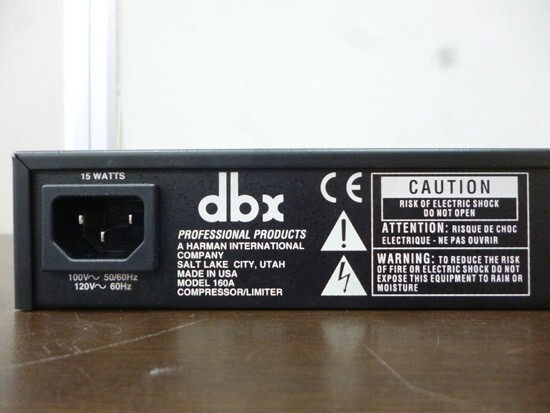 15 WATTS
100V~ 50/60Hz
120V~ 60Hz
dbx
PROFESSIONAL PRODUCTS
A HARMAN INTERNATIONAL
COMPANY
SALT LAKE CITY, UTAH
MADE IN USA
MODEL 160A
COMPRESSOR/LIMITER
CE
CAUTION
RISK OF ELECTRIC SHOCK
DO NOT OPEN
ATTENTION: RISQUE DE CHOC
ELECTRIQUE - NE PAS OUVRIR
WARNING: TO REDUCE THE RISK
OF FIRE OR ELECTRIC SHOCK DO NOT
EXPOSE THIS EQUIPMENT TO RAIN OR
MOISTURE